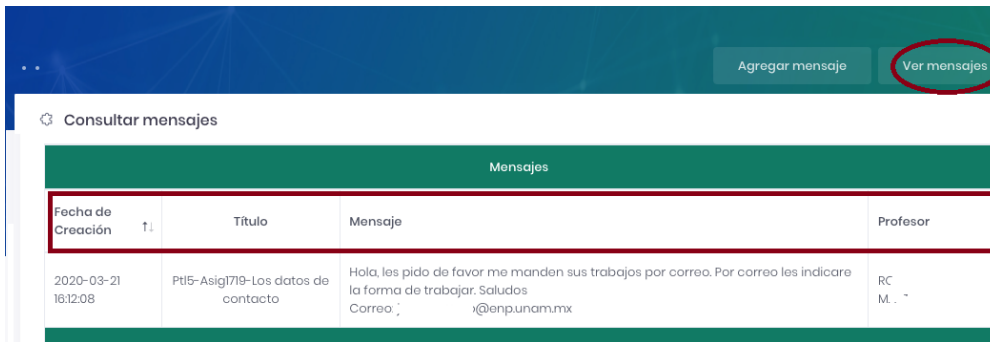 Agregar mensaje
Ver mensajes
Consultar mensajes
Mensajes
Fecha de
Creación
Título
Mensaje
Profesor
2020-03-21
16:12:08
Ptl5-Asig1719-Los datos de
contacto
Hola, les pido de favor me manden sus trabajos por correo. Por correo les indicare
la forma de trabajar. Saludos
Correo: @enp.unam.mx